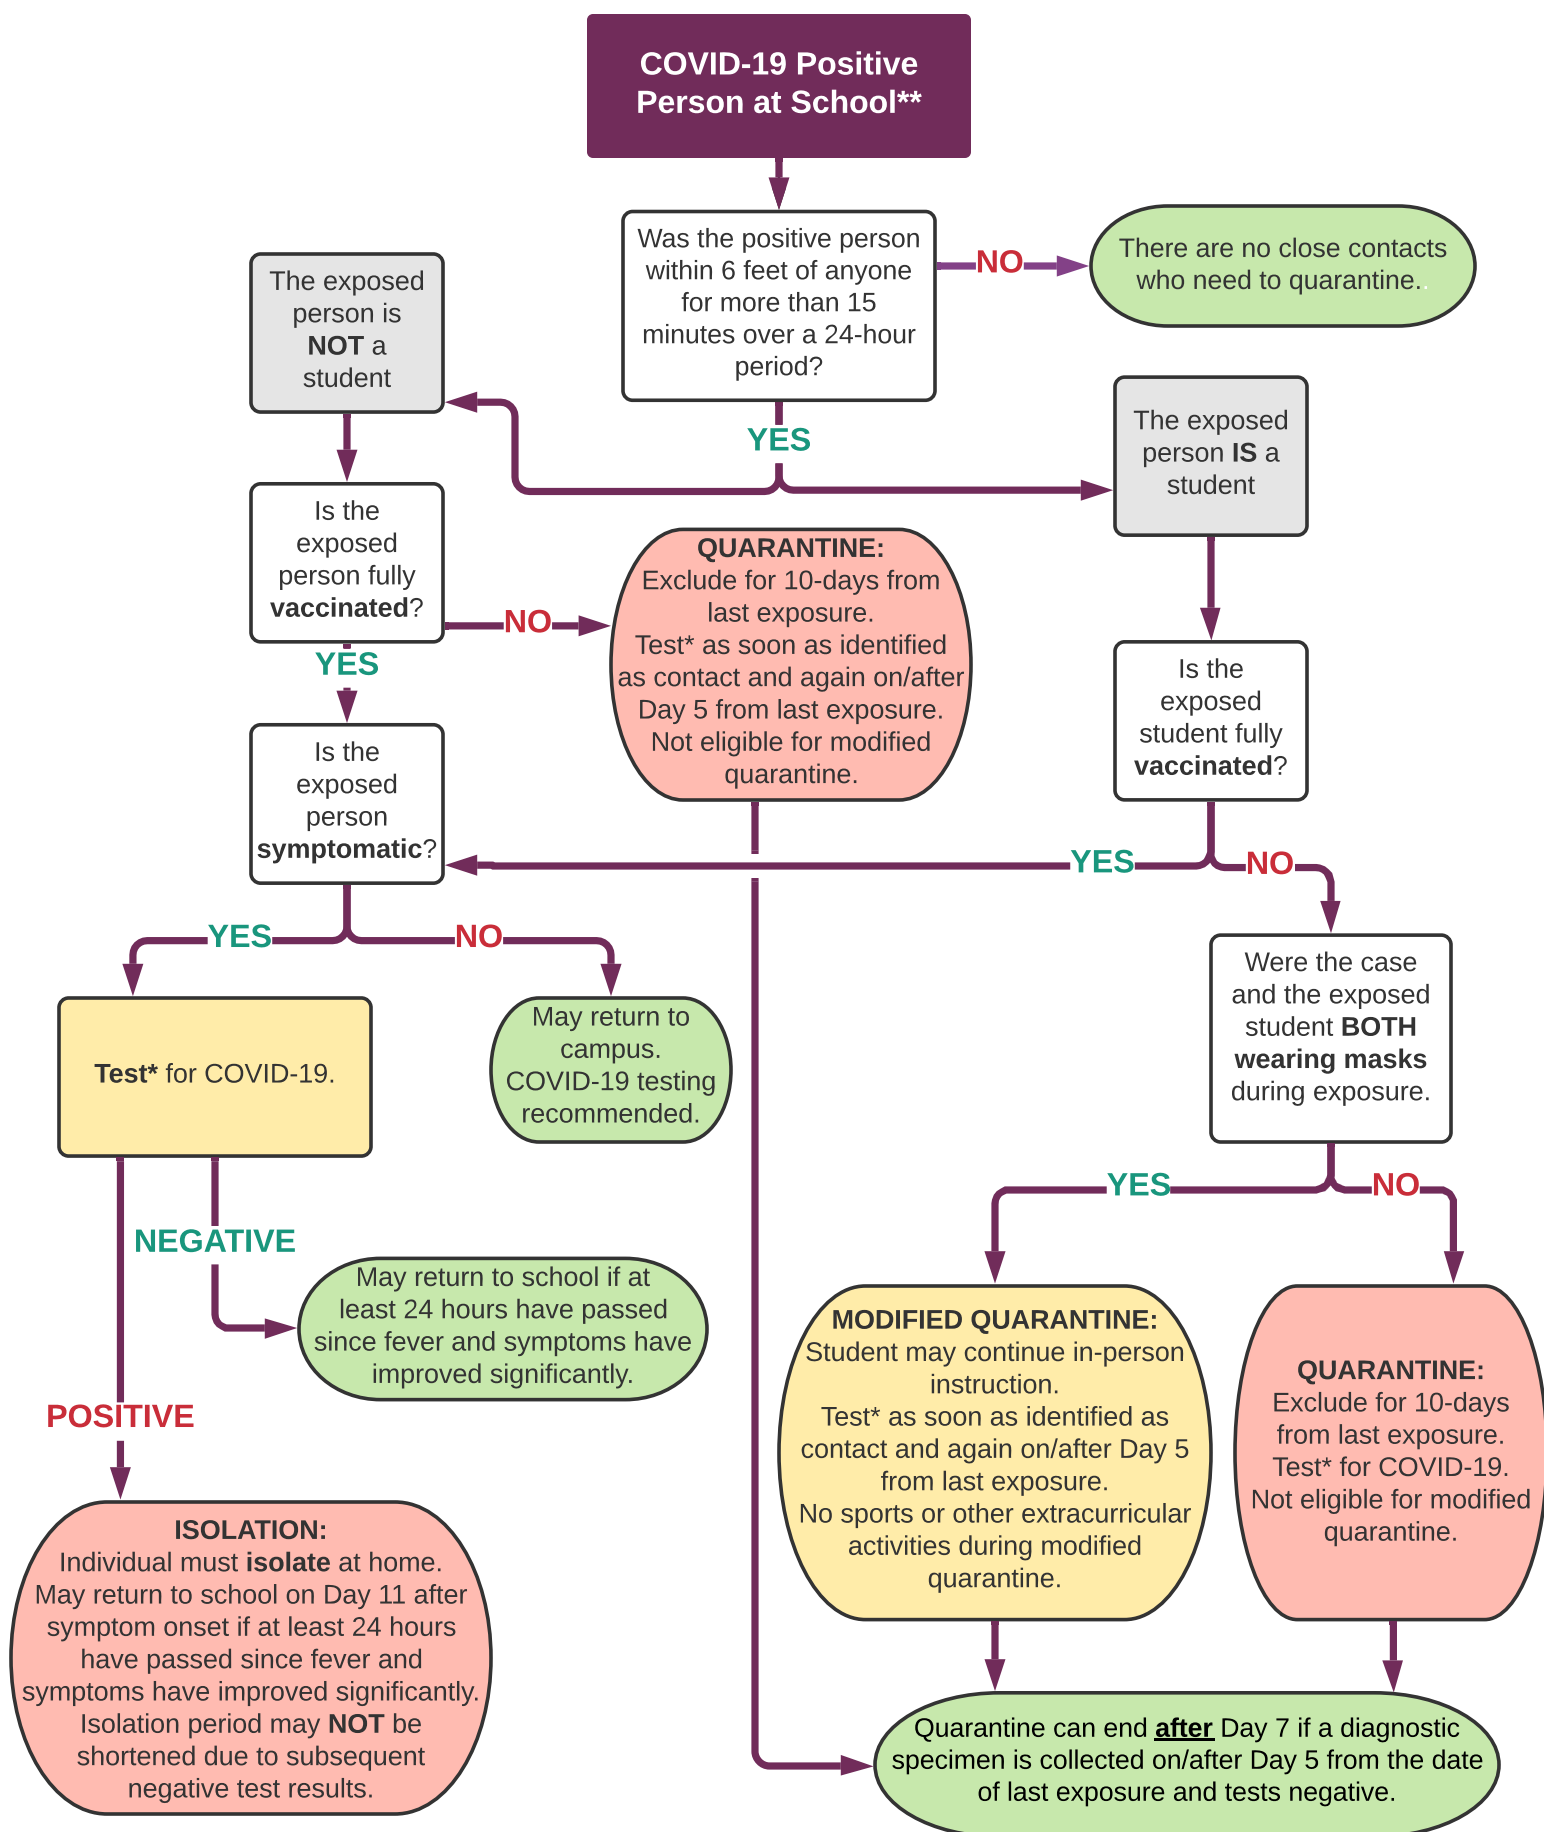 COVID-19 Positive
Person at School**
Was the positive person
within 6 feet of anyone
for more than 15
minutes over a 24-hour
period?
NO
There are no close contacts
who need to quarantine..
YES
The exposed
person is
NOT a
student
The exposed
person IS a
student
Is the
exposed
person fully
vaccinated?
NO
QUARANTINE:
Exclude for 10-days from
last exposure.
Test* as soon as identified
as contact and again on/after
Day 5 from last exposure.
Not eligible for modified
quarantine.
YES
Is the
exposed
student fully
vaccinated?
Is the
exposed
person
symptomatic?
YES
NO
YES
NO
Test* for COVID-19.
May return to
campus.
COVID-19 testing
recommended.
Were the case
and the exposed
student BOTH
wearing masks
during exposure.
YES
NO
NEGATIVE
May return to school if at
least 24 hours have passed
since fever and symptoms have
improved significantly.
POSITIVE
ISOLATION:
Individual must isolate at home.
May return to school on Day 11 after
symptom onset if at least 24 hours
have passed since fever and
symptoms have improved significantly.
Isolation period may NOT be
shortened due to subsequent
negative test results.
MODIFIED QUARANTINE:
Student may continue in-person
instruction.
Test* as soon as identified as
contact and again on/after Day 5
from last exposure.
No sports or other extracurricular
activities during modified
quarantine.
QUARANTINE:
Exclude for 10-days
from last exposure.
Test* for COVID-19.
Not eligible for modified
quarantine.
Quarantine can end after Day 7 if a diagnostic
specimen is collected on/after Day 5 from the date
of last exposure and tests negative.